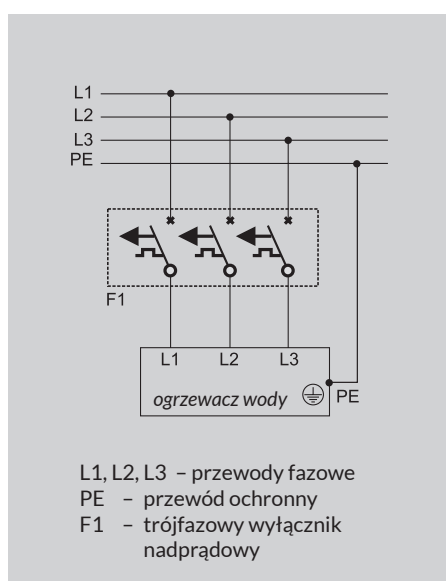 L1
L2
L3
PE
F1
L1 L2 L3
ogrzewacz wody PE
L1, L2, L3 – przewody fazowe
PE – przewód ochronny
F1 – trójfazowy wyłącznik
nadprądowy